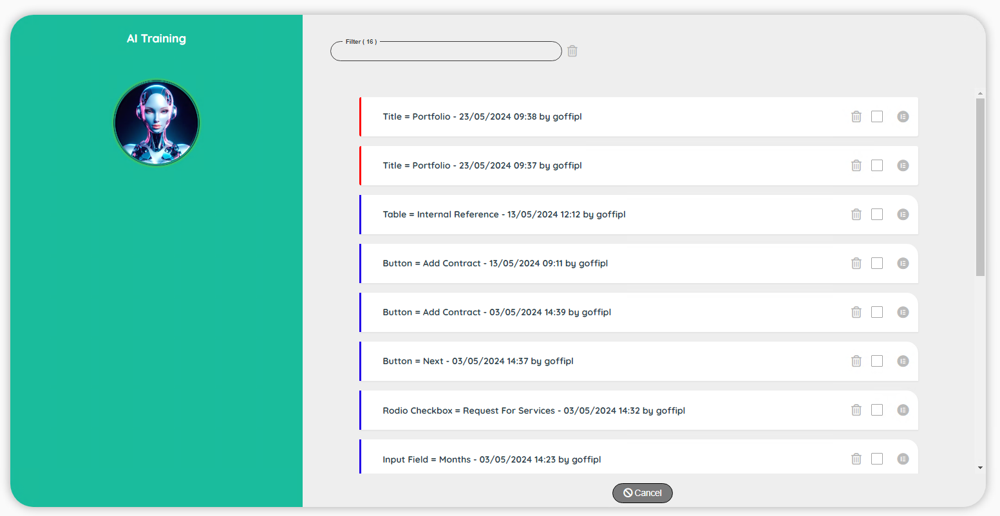 AI Training
Filter ( 16 )
Title = Portfolio - 23/05/2024 09:38 by goffipl
Title = Portfolio - 23/05/2024 09:37 by goffipl
Table = Internal Reference - 13/05/2024 12:12 by goffipl
Button = Add Contract - 13/05/2024 09:11 by goffipl
Button = Add Contract - 03/05/2024 14:39 by goffipl
Button = Next - 03/05/2024 14:37 by goffipl
Rodio Checkbox = Request For Services - 03/05/2024 14:32 by goffipl
Input Field = Months - 03/05/2024 14:23 by goffipl
Cancel